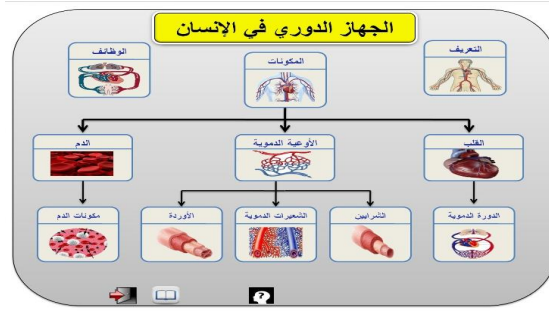 الجهاز الدوري في الإنسان
التعريف
المكونات
الوظائف
القلب
الأوعية الدموية
الدم
الدورة الدموية
الشرايين
الشعيرات الدموية
الأوردة
مكونات الدم
?